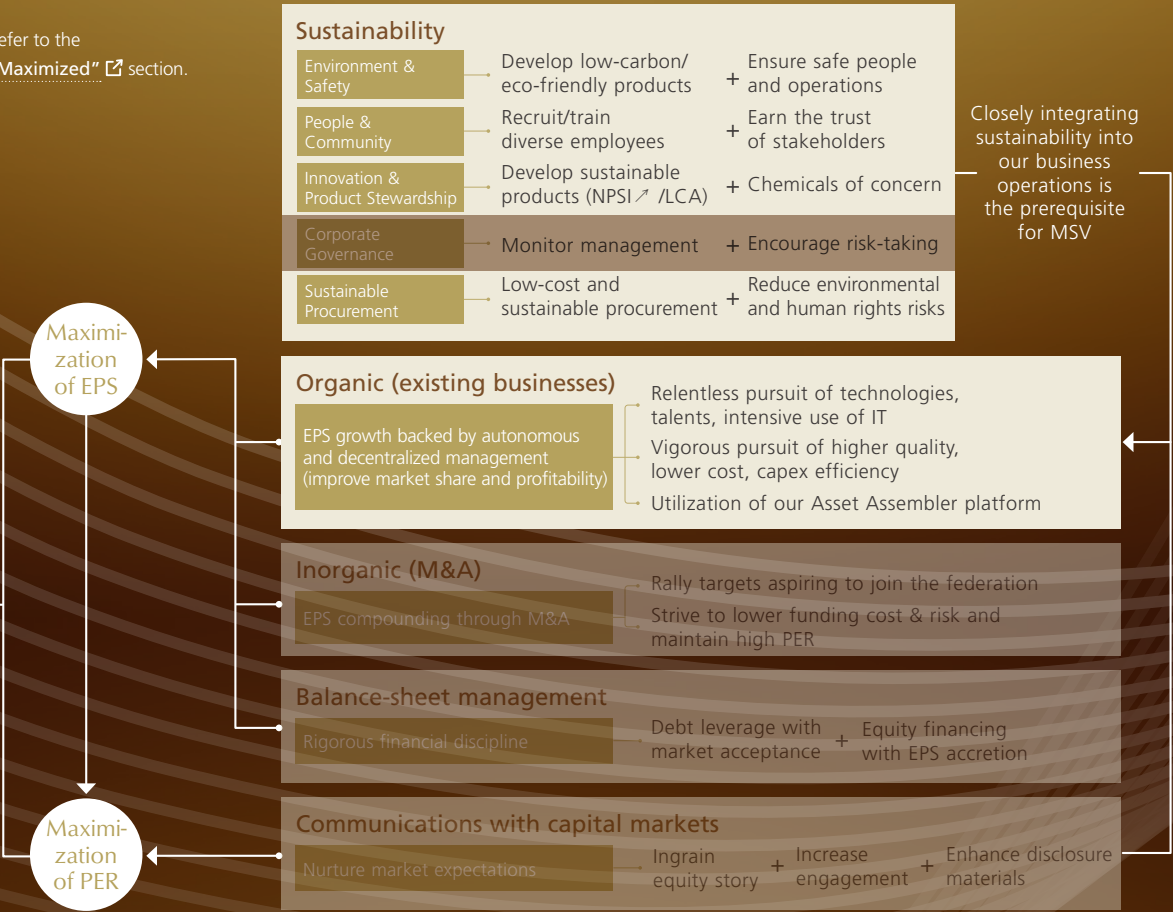 efer to the
Maximized” section.
Sustainability
Environment &
Safety
Develop low-carbon/
eco-friendly products
+
Ensure safe people
and operations
People &
Community
Recruit/train
diverse employees
+
Earn the trust
of stakeholders
Innovation &
Product Stewardship
Develop sustainable
products (NPSI↗ /LCA)
+
Chemicals of concern
Corporate
Governance
Monitor management
+
Encourage risk-taking
Sustainable
Procurement
Low-cost and
sustainable procurement
+
Reduce environmental
and human rights risks
Closely integrating
sustainability into
our business
operations is
the prerequisite
for MSV
Maximi-
zation
of EPS
Organic (existing businesses)
EPS growth backed by autonomous
and decentralized management
(improve market share and profitability)
Relentless pursuit of technologies,
talents, intensive use of IT
Vigorous pursuit of higher quality,
lower cost, capex efficiency
Utilization of our Asset Assembler platform
Inorganic (M&A)
EPS compounding through M&A
Rally targets aspiring to join the federation
Strive to lower funding cost & risk and
maintain high PER
Balance-sheet management
Rigorous financial discipline
Debt leverage with
market acceptance
+
Equity financing
with EPS accretion
Maximi-
zation
of PER
Communications with capital markets
Nurture market expectations
Ingrain
equity story
+
Increase
engagement
+
Enhance disclosure
materials